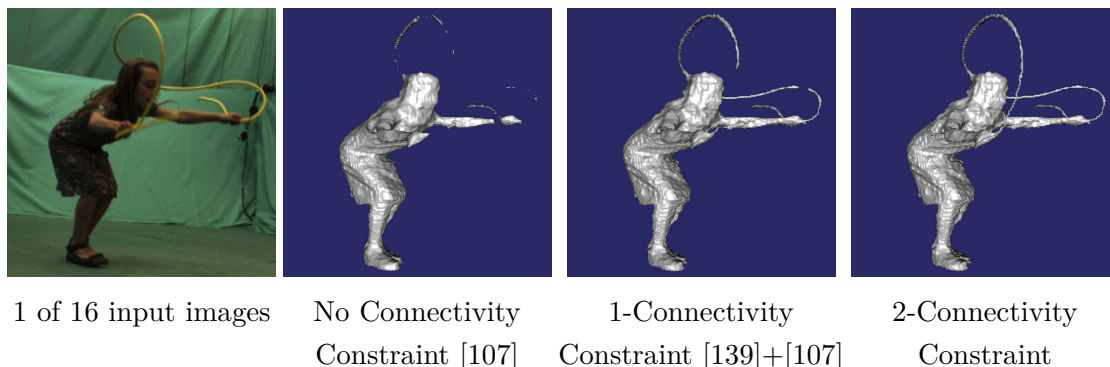 1 of 16 input images
No Connectivity
Constraint [107]
1-Connectivity
Constraint [139]+[107]
2-Connectivity
Constraint